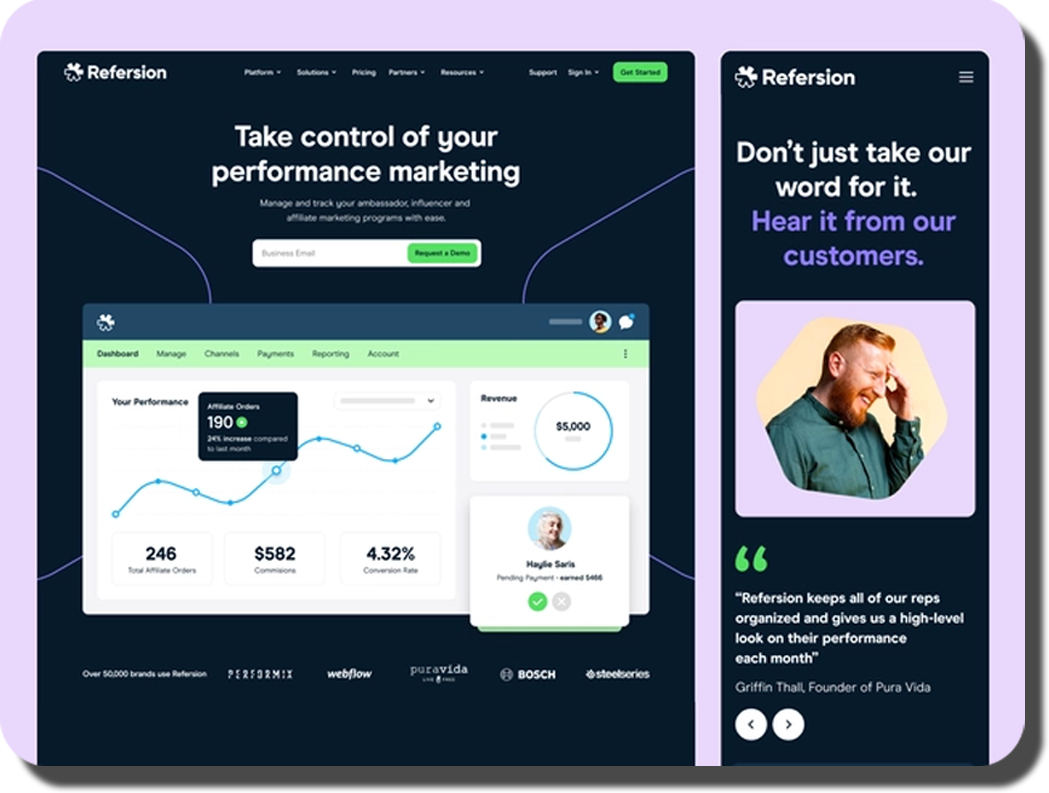 Refersion
Platform Solutions Pricing Partners Resources Support Sign In Get Started
Take control of your
performance marketing
Manage and track your ambassador, influencer and
affiliate marketing programs with ease.
Business Email Request a Demo
Dashboard Manage Channels Payments Reporting Account
Your Performance
Affiliate Orders
190
24% increase compared
to last month
Revenue
$5,000
246
Total Affiliate Orders
$582
Commisions
4.32%
Conversion Rate
Haylie Saris
Pending Payment - earned $466
Over 50,000 brands use Refersion PERFORMIX webflow puravida BOSCH steelseries
LIVE FREE
Refersion
Don't just take our
word for it.
Hear it from our
customers.
“Refersion keeps all of our reps
organized and gives us a high-level
look on their performance
each month”
Griffin Thall, Founder of Pura Vida